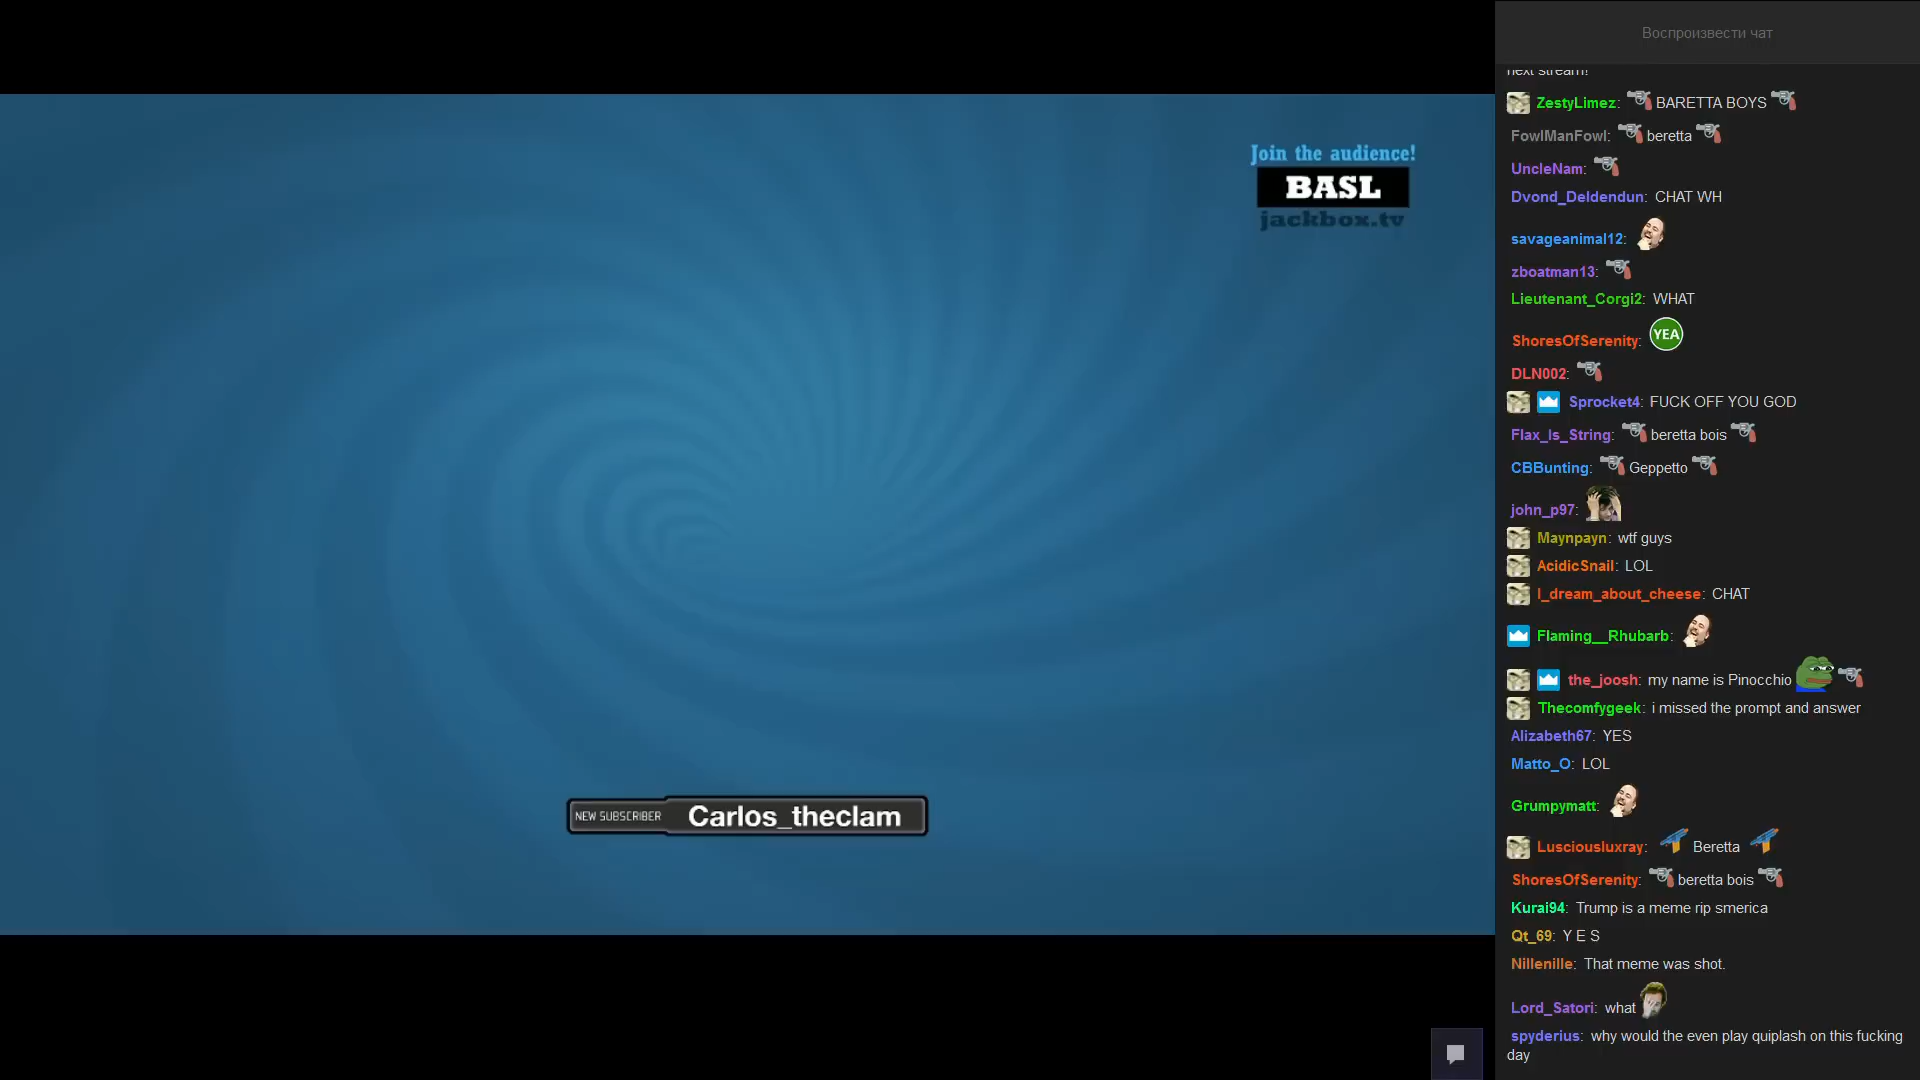 Воспроизвести чат
next stream!
ZestyLimez: BARETTA BOYS
FowlManFowl: beretta
UncleNam:
Dvond_Deldendun: CHAT WH
savageanimal12:
zboatman13:
Lieutenant_Corgi2: WHAT
ShoresOfSerenity: YEA
DLN002:
Sprocket4: FUCK OFF YOU GOD
Flax_Is_String: beretta bois
CBBunting: Geppetto
john_p97:
Maynpayn: wtf guys
AcidicSnail: LOL
I_dream_about_cheese: CHAT
Flaming__Rhubarb:
the_joosh: my name is Pinocchio
Thecomfygeek: i missed the prompt and answer
Alizabeth67: YES
Matto_O: LOL
Grumpymatt:
Lusciousluxray: Beretta
ShoresOfSerenity: beretta bois
Kurai94: Trump is a meme rip smerica
Qt_69: Y E S
Nillenille: That meme was shot.
Lord_Satori: what
spyderius: why would the even play quiplash on this fucking
day
Join the audience!
BASL
jackbox.tv
NEW SUBSCRIBER Carlos_theclam